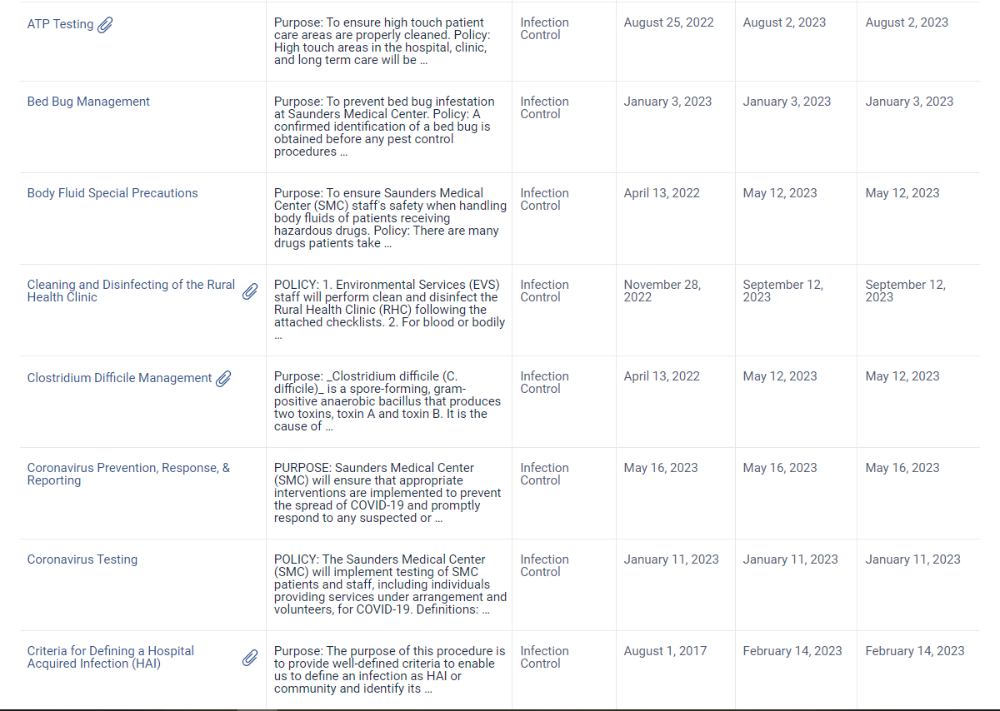 ATP Testing
Purpose: To ensure high touch patient
care areas are properly cleaned. Policy:
High touch areas in the hospital, clinic,
and long term care will be ...
Infection
Control
August 25, 2022
August 2, 2023
August 2, 2023
Bed Bug Management
Purpose: To prevent bed bug infestation
at Saunders Medical Center. Policy: A
confirmed identification of a bed bug is
obtained before any pest control
procedures ...
Infection
Control
January 3, 2023
January 3, 2023
January 3, 2023
Body Fluid Special Precautions
Purpose: To ensure Saunders Medical
Center (SMC) staff's safety when handling
body fluids of patients receiving
hazardous drugs. Policy: There are many
drugs patients take ...
Infection
Control
April 13, 2022
May 12, 2023
May 12, 2023
Cleaning and Disinfecting of the Rural
Health Clinic
POLICY: 1. Environmental Services (EVS)
staff will perform clean and disinfect the
Rural Health Clinic (RHC) following the
attached checklists. 2. For blood or bodily
...
Infection
Control
November 28,
2022
September 12,
2023
September 12,
2023
Clostridium Difficile Management
Purpose: _Clostridium difficile (C.
difficile)_ is a spore-forming, gram-
positive anaerobic bacillus that produces
two toxins, toxin A and toxin B. It is the
cause of ...
Infection
Control
April 13, 2022
May 12, 2023
May 12, 2023
Coronavirus Prevention, Response, &
Reporting
PURPOSE: Saunders Medical Center
(SMC) will ensure that appropriate
interventions are implemented to prevent
the spread of COVID-19 and promptly
respond to any suspected or ...
Infection
Control
May 16, 2023
May 16, 2023
May 16, 2023
Coronavirus Testing
POLICY: The Saunders Medical Center
(SMC) will implement testing of SMC
patients and staff, including individuals
providing services under arrangement and
volunteers, for COVID-19. Definitions: ...
Infection
Control
January 11, 2023
January 11, 2023
January 11, 2023
Criteria for Defining a Hospital
Acquired Infection (HAI)
Purpose: The purpose of this procedure is
to provide well-defined criteria to enable
us to define an infection as HAI or
community and identify its ...
Infection
Control
August 1, 2017
February 14, 2023
February 14, 2023